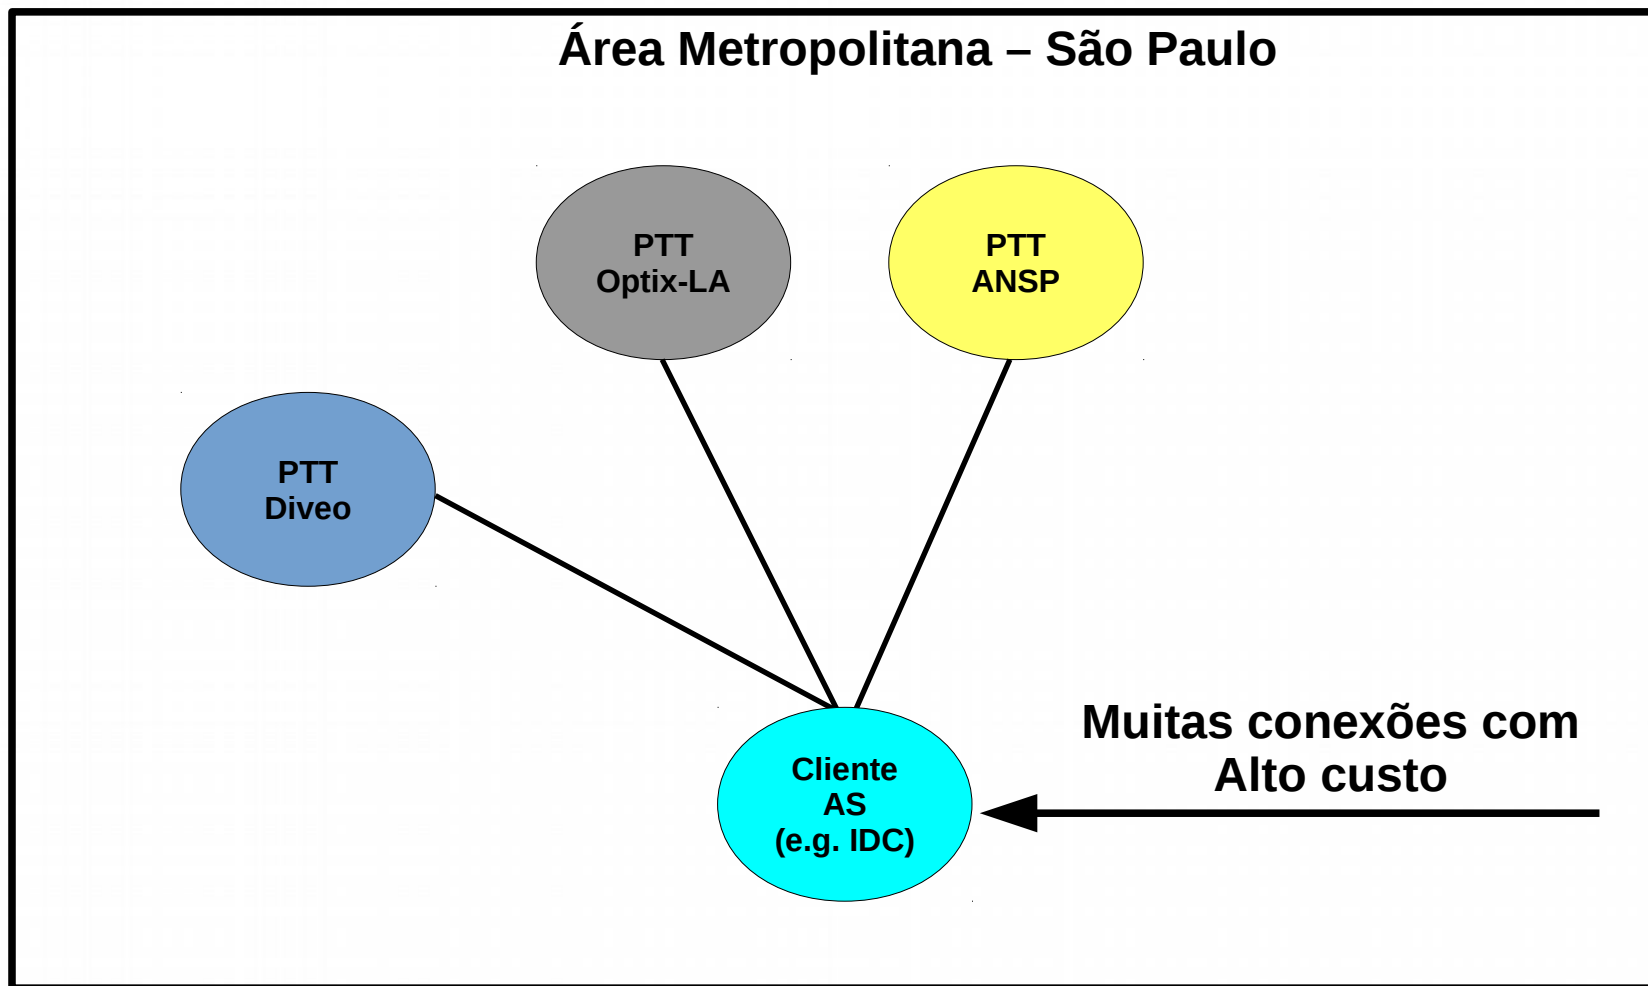 Área Metropolitana – São Paulo
PTT
Optix-LA
PTT
ANSP
PTT
Diveo
Muitas conexões com
Alto custo
Cliente
AS
(e.g. IDC)